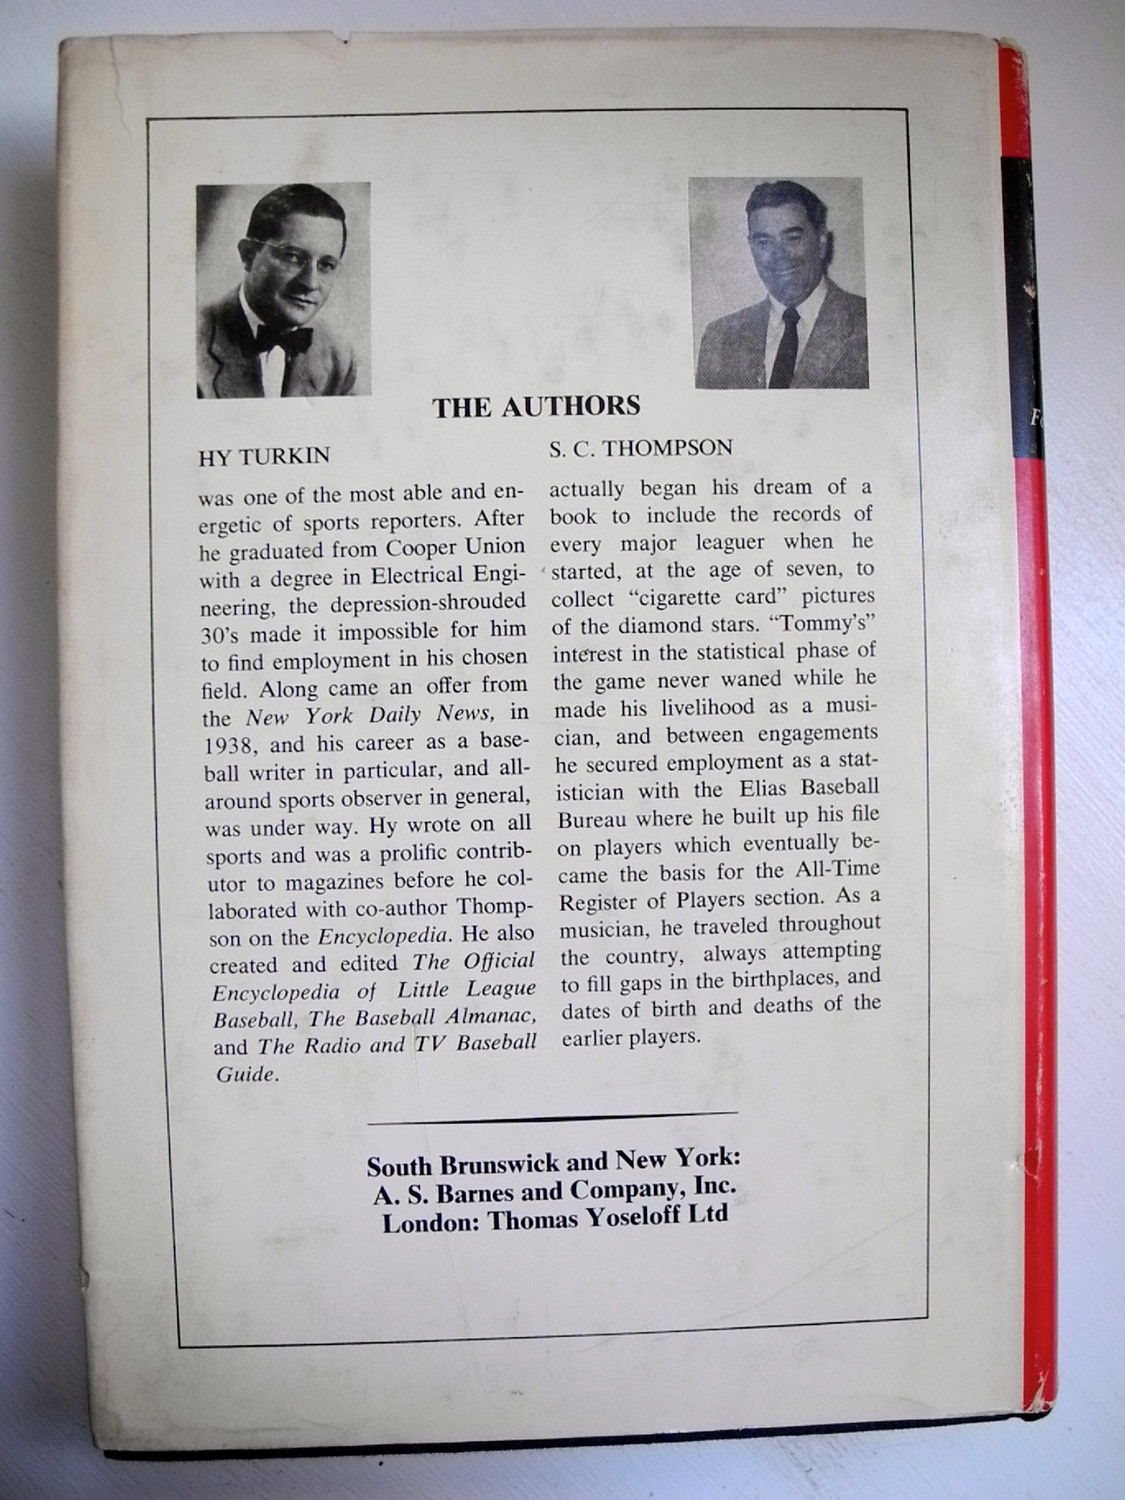 THE AUTHORS
HY TURKIN
was one of the most able and en-
ergetic of sports reporters. After
he graduated from Cooper Union
with a degree in Electrical Engi-
neering, the depression-shrouded
30's made it impossible for him
to find employment in his chosen
field. Along came an offer from
the New York Daily News, in
1938, and his career as a base-
ball writer in particular, and all-
around sports observer in general,
was under way. Hy wrote on all
sports and was a prolific contrib-
utor to magazines before he col-
laborated with co-author Thomp-
son on the Encyclopedia. He also
created and edited The Official
Encyclopedia of Little League
Baseball, The Baseball Almanac,
and The Radio and TV Baseball
Guide.
S. C. THOMPSON
actually began his dream of a
book to include the records of
every major leaguer when he
started, at the age of seven, to
collect “cigarette card” pictures
of the diamond stars. “Tommy's”
interest in the statistical phase of
the game never waned while he
made his livelihood as a musi-
cian, and between engagements
he secured employment as a stat-
istician with the Elias Baseball
Bureau where he built up his file
on players which eventually be-
came the basis for the All-Time
Register of Players section. As a
musician, he traveled throughout
the country, always attempting
to fill gaps in the birthplaces, and
dates of birth and deaths of the
earlier players.
South Brunswick and New York:
A. S. Barnes and Company, Inc.
London: Thomas Yoseloff Ltd